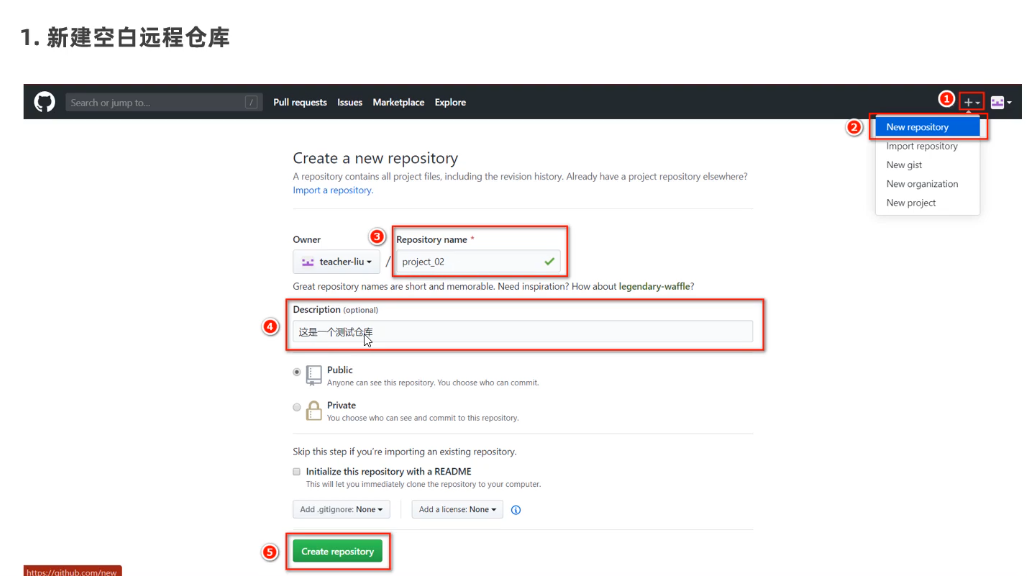 1. 新建空白远程仓库
Search or jump to... /
Pull requests Issues Marketplace Explore
1
2
New repository
Import repository
New gist
New organization
New project
Create a new repository
A repository contains all project files, including the revision history. Already have a project repository elsewhere?
Import a repository.
Owner
3
Repository name *
teacher-liu / project_02
Great repository names are short and memorable. Need inspiration? How about legendary-waffle?
4
Description (optional)
这是一个测试仓库
Public
Anyone can see this repository. You choose who can commit.
Private
You choose who can see and commit to this repository.
Skip this step if you're importing an existing repository.
Initialize this repository with a README
This will let you immediately clone the repository to your computer.
Add .gitignore: None Add a license: None
5
Create repository
https://github.com/new